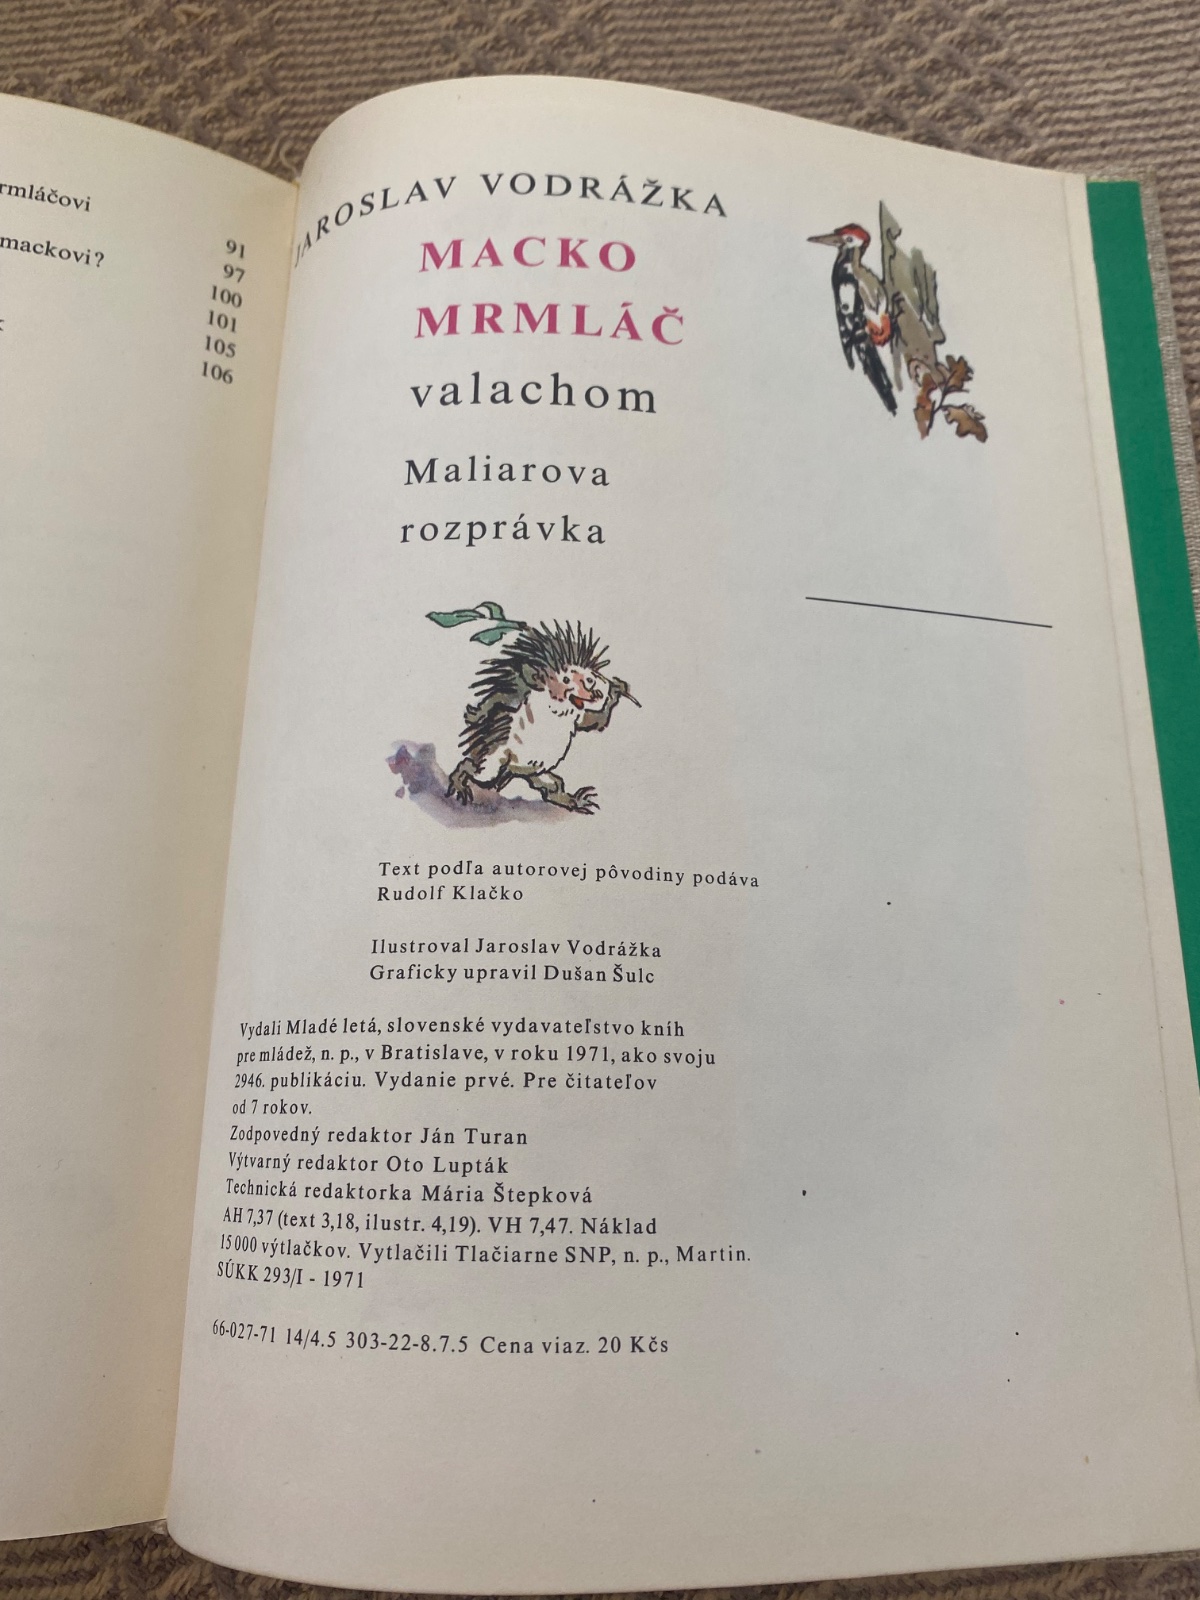 rmláčovi
91
mackovi?
97
100
101
105
106
JAROSLAV VODRÁŽKA
MACKO
MRMLÁČ
valachom
Maliarova
rozprávka
Text podľa autorovej pôvodiny podáva
Rudolf Klačko
Ilustroval Jaroslav Vodrážka
Graficky upravil Dušan Šulc
Vydali Mladé letá, slovenské vydavateľstvo kníh
pre mládež, n. p., v Bratislave, v roku 1971, ako svoju
2946. publikáciu. Vydanie prvé. Pre čitateľov
od 7 rokov.
Zodpovedný redaktor Ján Turan
Výtvarný redaktor Oto Lupták
Technická redaktorka Mária Štepková
AH 7,37 (text 3,18, ilustr. 4,19). VH 7,47. Náklad
15 000 výtlačkov. Vytlačili Tlačiarne SNP, n. p., Martin.
SÚKK 293/I - 1971
66-027-71 14/4.5 303-22-8.7.5 Cena viaz. 20 Kčs